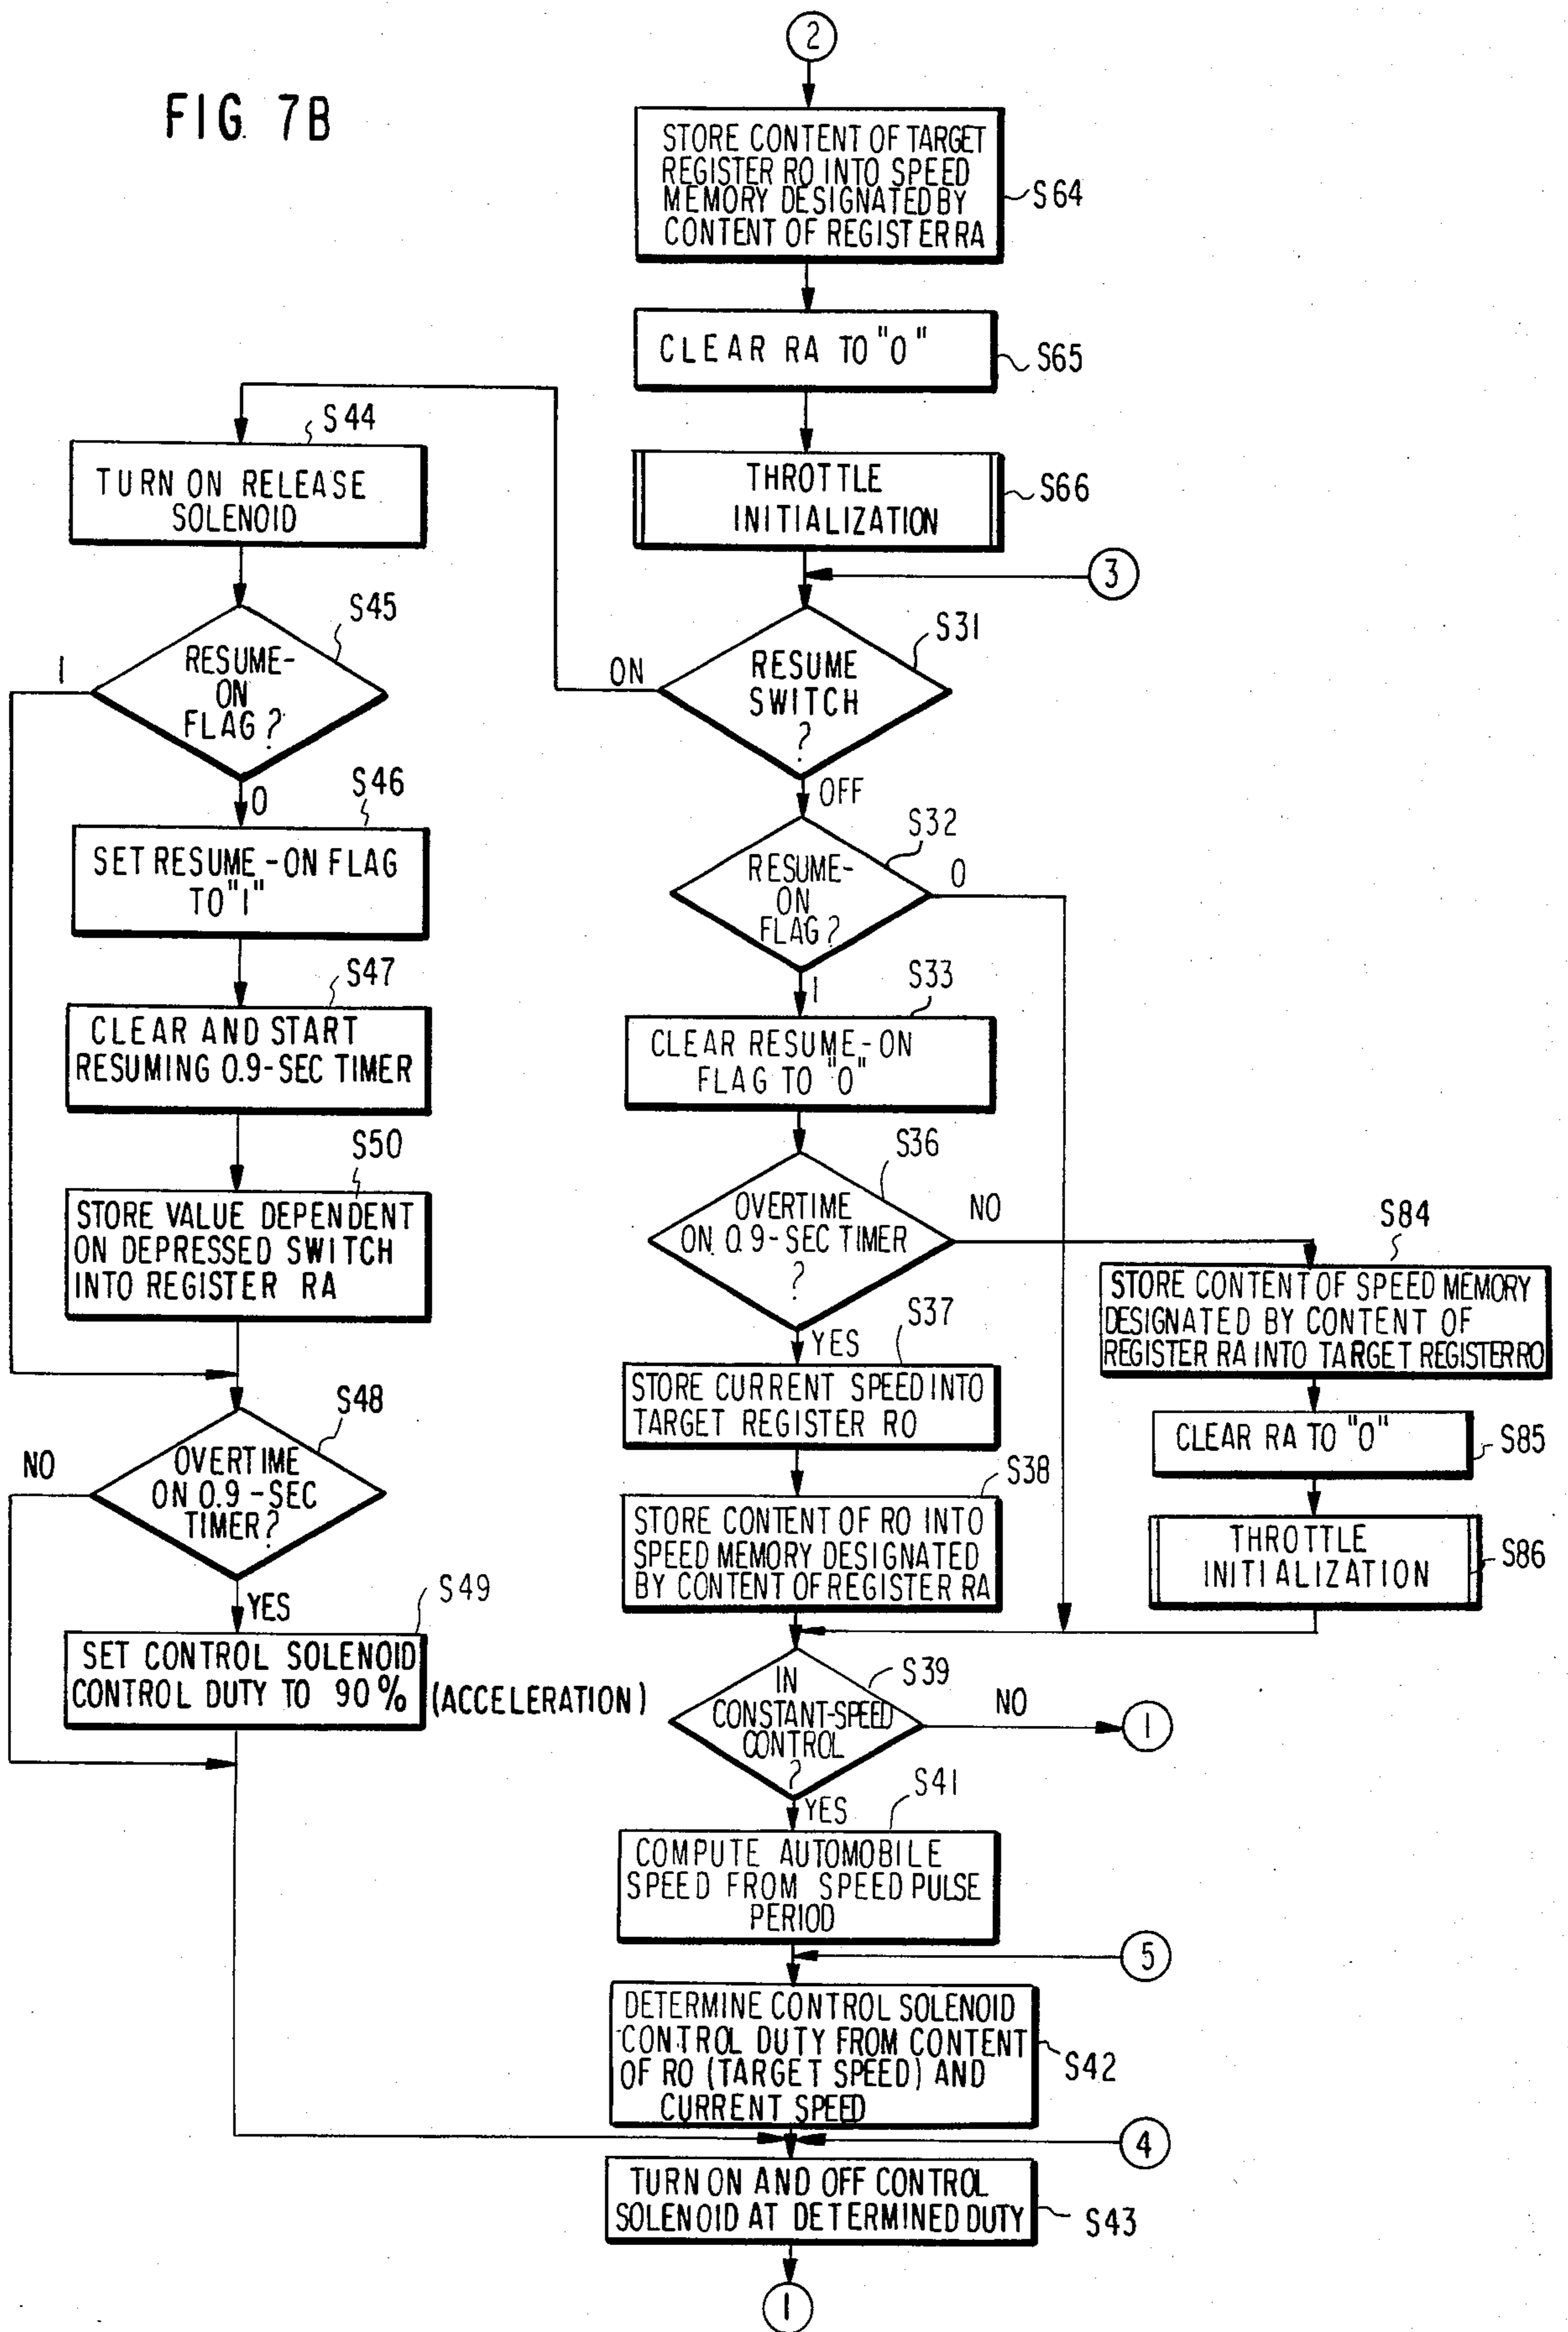 FIG. 7B
2
STORE CONTENT OF TARGET
REGISTER RO INTO SPEED
MEMORY DESIGNATED BY
CONTENT OF REGISTER RA
S64
CLEAR RA TO "0"
S65
THROTTLE
INITIALIZATION
S66
3
S44
TURN ON RELEASE
SOLENOID
S45
RESUME-
ON
FLAG ?
1
0
S46
SET RESUME-ON FLAG
TO "1"
S47
CLEAR AND START
RESUMING 0.9-SEC TIMER
S50
STORE VALUE DEPENDENT
ON DEPRESSED SWITCH
INTO REGISTER RA
S48
OVERTIME
ON 0.9-SEC
TIMER ?
NO
YES
S49
SET CONTROL SOLENOID
CONTROL DUTY TO 90%
(ACCELERATION)
S31
RESUME
SWITCH
?
ON
OFF
S32
RESUME-
ON
FLAG ?
0
1
S33
CLEAR RESUME-ON
FLAG TO "0"
S36
OVERTIME
ON 0.9-SEC TIMER
?
NO
YES
S37
STORE CURRENT SPEED INTO
TARGET REGISTER RO
S38
STORE CONTENT OF RO INTO
SPEED MEMORY DESIGNATED
BY CONTENT OF REGISTER RA
S84
STORE CONTENT OF SPEED MEMORY
DESIGNATED BY CONTENT OF
REGISTER RA INTO TARGET REGISTER RO
CLEAR RA TO "0"
S85
THROTTLE
INITIALIZATION
S86
S39
IN
CONSTANT-SPEED
CONTROL
?
NO
1
YES
S41
COMPUTE AUTOMOBILE
SPEED FROM SPEED PULSE
PERIOD
5
DETERMINE CONTROL SOLENOID
CONTROL DUTY FROM CONTENT
OF RO (TARGET SPEED) AND
CURRENT SPEED
S42
4
TURN ON AND OFF CONTROL
SOLENOID AT DETERMINED DUTY
S43
1